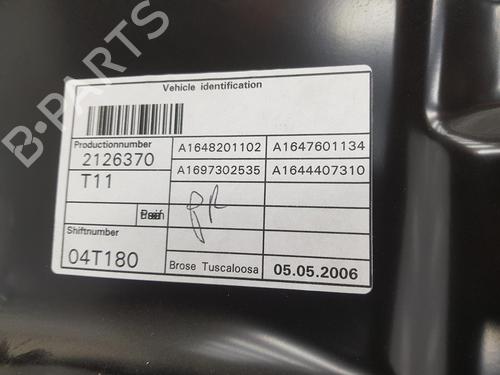 B-PARTS
Vehicle identification
Productionnumber
2126370
T11
A1648201102 A1647601134
A1697302535 A1644407310
Shiftnumber
04T180
Brose Tuscaloosa 05.05.2006